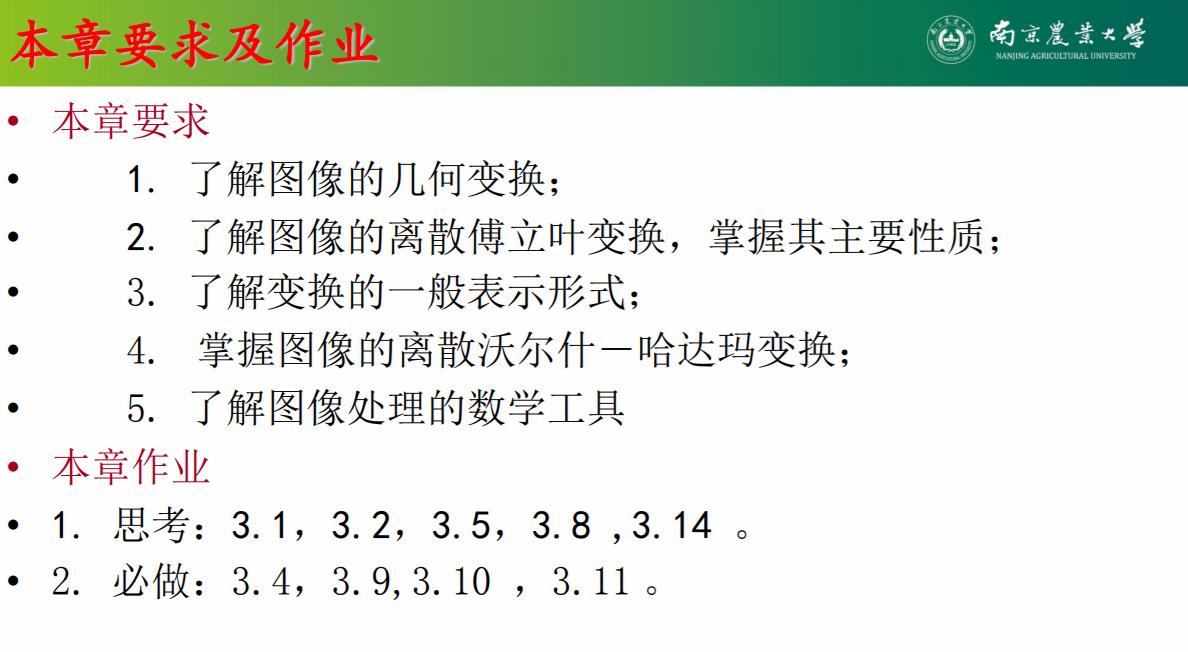 本章要求及作业
南京農業大學
NANJING AGRICULTURAL UNIVERSITY
• 本章要求
• 1. 了解图像的几何变换;
• 2. 了解图像的离散傅立叶变换，掌握其主要性质;
• 3. 了解变换的一般表示形式;
• 4. 掌握图像的离散沃尔什－哈达玛变换;
• 5. 了解图像处理的数学工具
• 本章作业
• 1. 思考: 3.1, 3.2, 3.5, 3.8 ,3.14 。
• 2. 必做: 3.4, 3.9,3.10 , 3.11 。